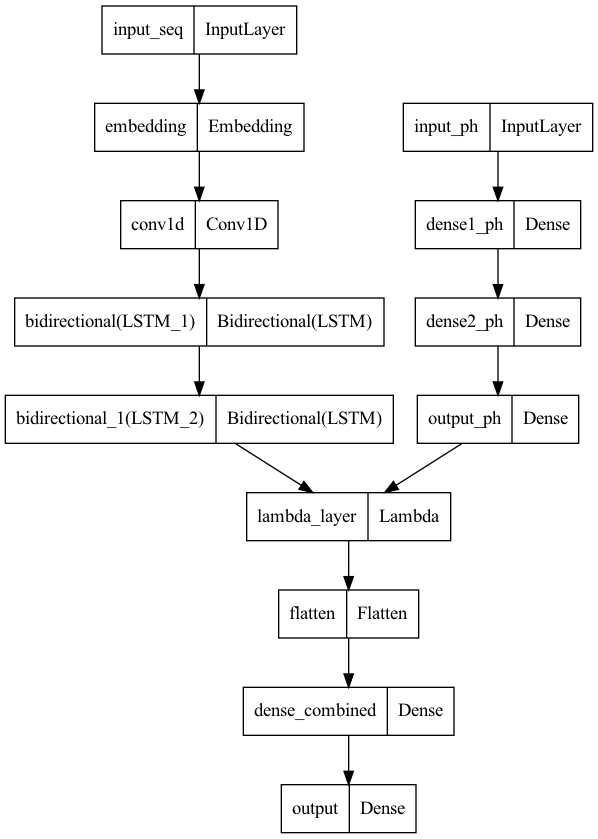 input_seq InputLayer
embedding Embedding
input_ph InputLayer
conv1d Conv1D
dense1_ph Dense
bidirectional(LSTM_1) Bidirectional(LSTM)
dense2_ph Dense
bidirectional_1(LSTM_2) Bidirectional(LSTM)
output_ph Dense
lambda_layer Lambda
flatten Flatten
dense_combined Dense
output Dense